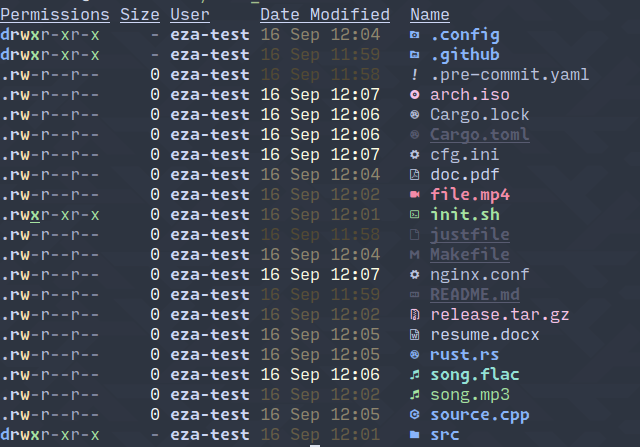 Permissions Size User Date Modified Name
drwxr-xr-x - eza-test 16 Sep 12:04 .config
drwxr-xr-x - eza-test 16 Sep 11:59 .github
.rw-r--r-- 0 eza-test 16 Sep 11:58 ! .pre-commit.yaml
.rw-r--r-- 0 eza-test 16 Sep 12:07 arch.iso
.rw-r--r-- 0 eza-test 16 Sep 12:06 Cargo.lock
.rw-r--r-- 0 eza-test 16 Sep 12:06 Cargo.toml
.rw-r--r-- 0 eza-test 16 Sep 12:07 cfg.ini
.rw-r--r-- 0 eza-test 16 Sep 12:04 doc.pdf
.rw-r--r-- 0 eza-test 16 Sep 12:02 file.mp4
.rwxr-xr-x 0 eza-test 16 Sep 12:01 init.sh
.rw-r--r-- 0 eza-test 16 Sep 11:58 justfile
.rw-r--r-- 0 eza-test 16 Sep 12:04 Makefile
.rw-r--r-- 0 eza-test 16 Sep 12:07 nginx.conf
.rw-r--r-- 0 eza-test 16 Sep 11:59 README.md
.rw-r--r-- 0 eza-test 16 Sep 12:02 release.tar.gz
.rw-r--r-- 0 eza-test 16 Sep 12:05 resume.docx
.rw-r--r-- 0 eza-test 16 Sep 12:05 rust.rs
.rw-r--r-- 0 eza-test 16 Sep 12:06 song.flac
.rw-r--r-- 0 eza-test 16 Sep 12:02 song.mp3
.rw-r--r-- 0 eza-test 16 Sep 12:05 source.cpp
drwxr-xr-x - eza-test 16 Sep 12:01 src